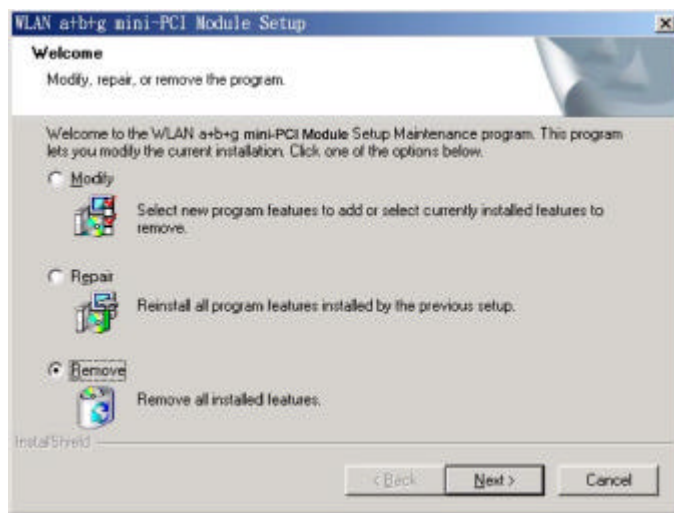 WLAN a+b+g mini-PCI Module Setup
Welcome
Modify, repair, or remove the program.
Welcome to the WLAN a+b+g mini-PCI Module Setup Maintenance program. This program
lets you modify the current installation. Click one of the options below.
Modify
Select new program features to add or select currently installed features to
remove.
Repair
Reinstall all program features installed by the previous setup.
Remove
Remove all installed features.
InstallShield
< Back
Next >
Cancel